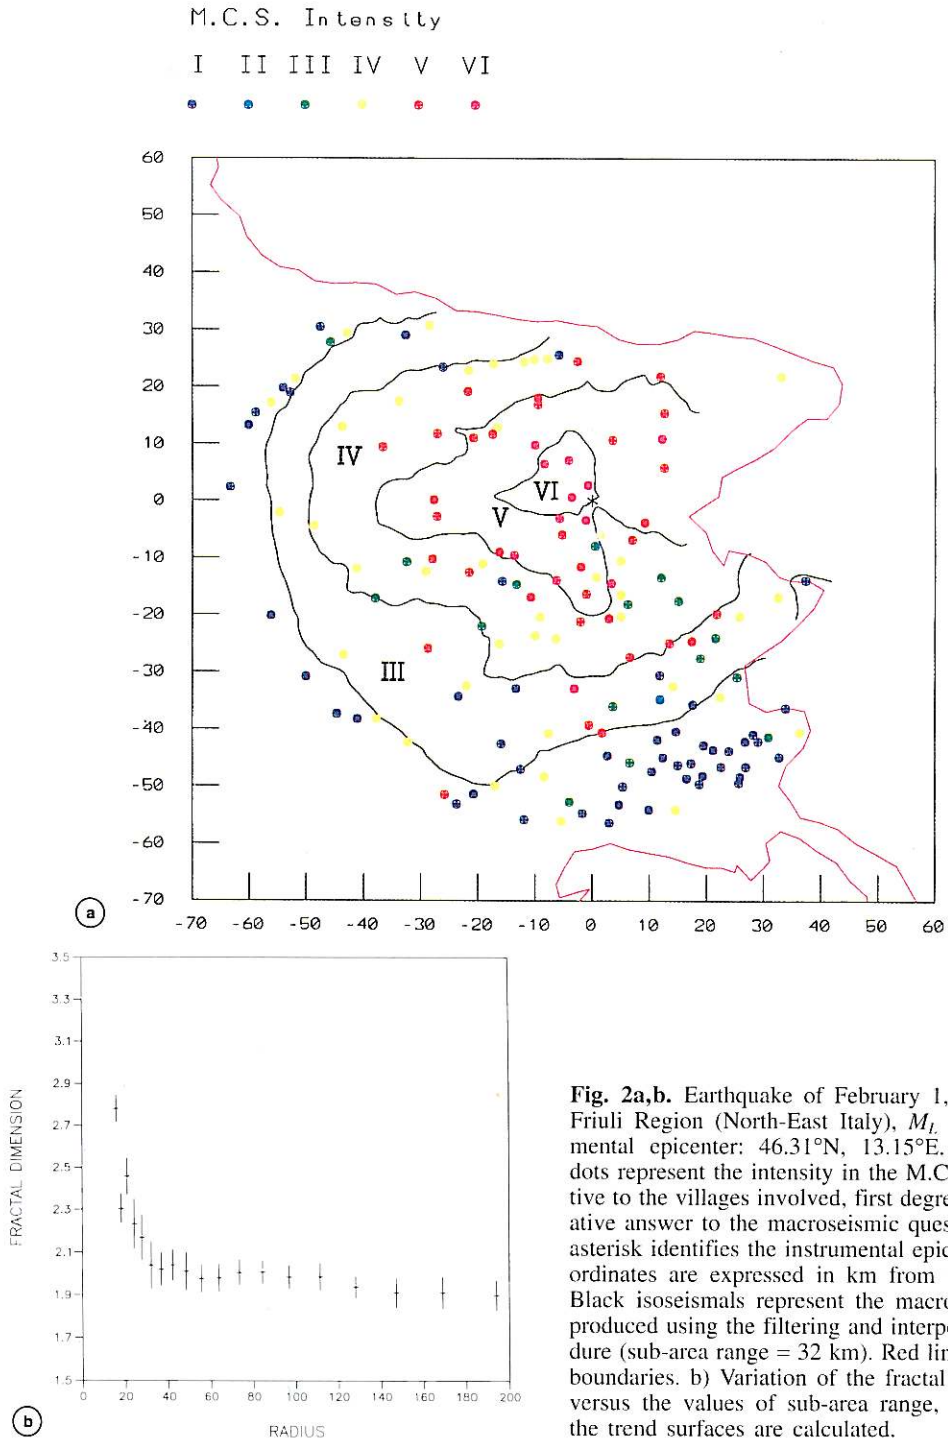 M.C.S. Intensity
I II III IV V VI
60
50
40
30
20
10
0
-10
-20
-30
-40
-50
-60
-70
IV
VI
V
III
a
-70 -60 -50 -40 -30 -20 -10 0 10 20 30 40 50 60
3.5
3.3
3.1
2.9
2.7
2.5
2.3
2.1
1.9
1.7
1.5
FRACTAL DIMENSION
0 20 40 60 80 100 120 140 160 180 200
RADIUS
b
Fig. 2a,b. Earthquake of February 1,
Friuli Region (North-East Italy), M_L
mental epicenter: 46.31°N, 13.15°E.
dots represent the intensity in the M.C
tive to the villages involved, first degre
ative answer to the macroseismic ques
asterisk identifies the instrumental epic
ordinates are expressed in km from
Black isoseismals represent the macro
produced using the filtering and interp
dure (sub-area range = 32 km). Red lin
boundaries. b) Variation of the fractal
versus the values of sub-area range,
the trend surfaces are calculated.